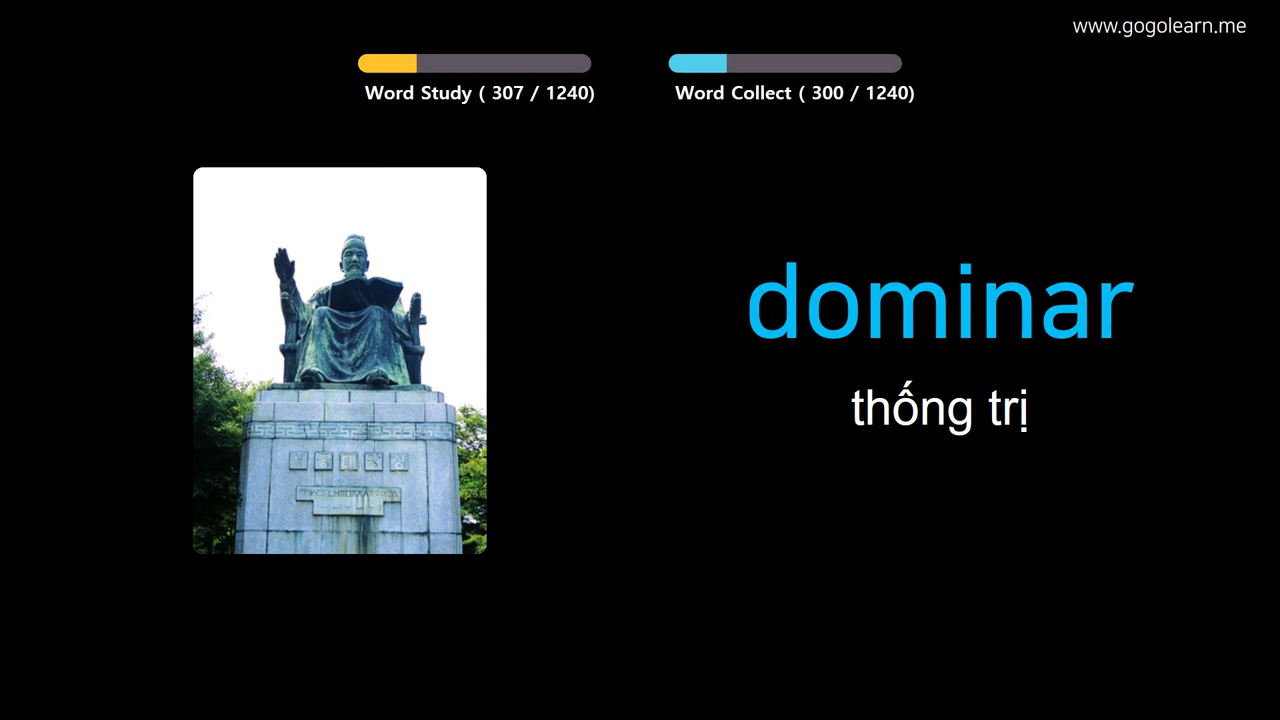 www.gogolearn.me
Word Study ( 307 / 1240)
Word Collect ( 300 / 1240)
dominar
thống trị